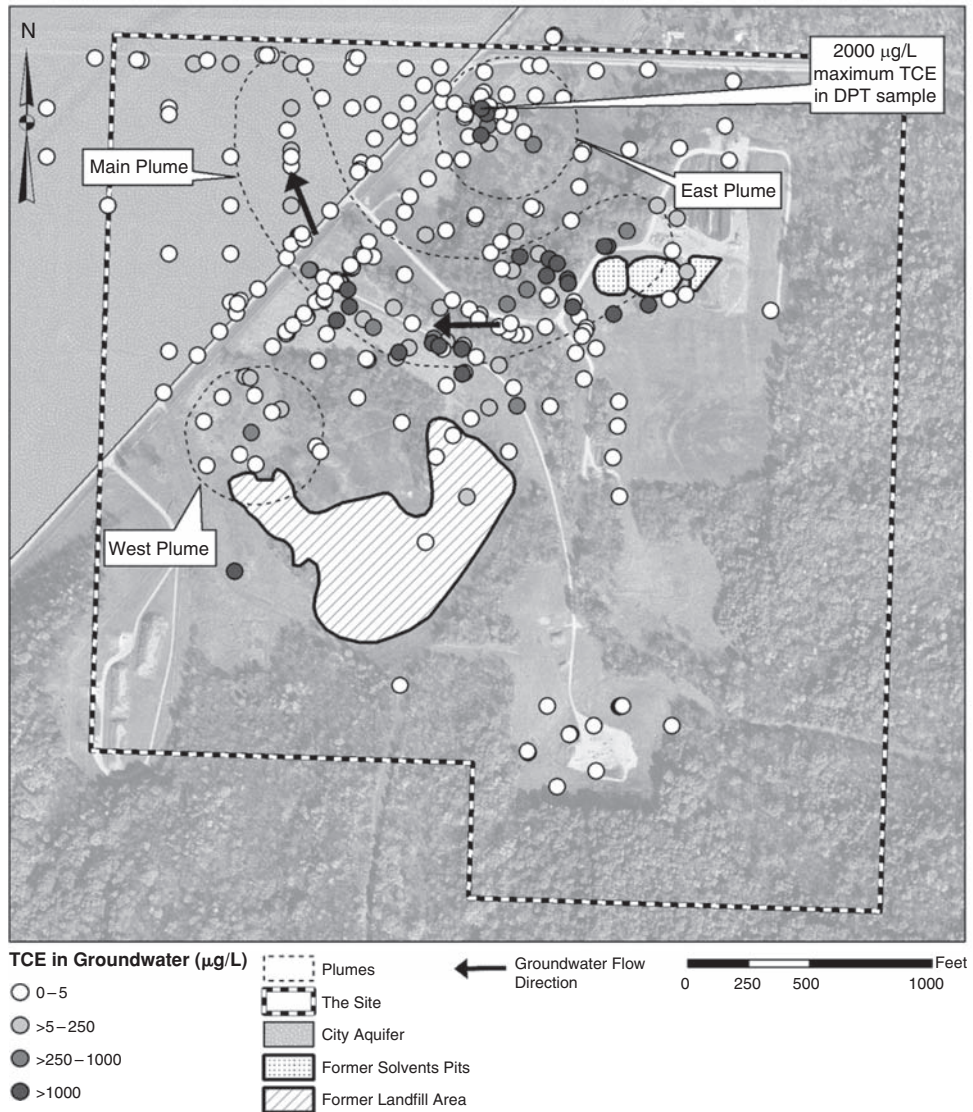 N
2000 μg/L
maximum TCE
in DPT sample
Main Plume
East Plume
West Plume
TCE in Groundwater (μg/L)
0–5
>5–250
>250–1000
>1000
Plumes
The Site
City Aquifer
Former Solvents Pits
Former Landfill Area
Groundwater Flow
Direction
Feet
0 250 500 1000